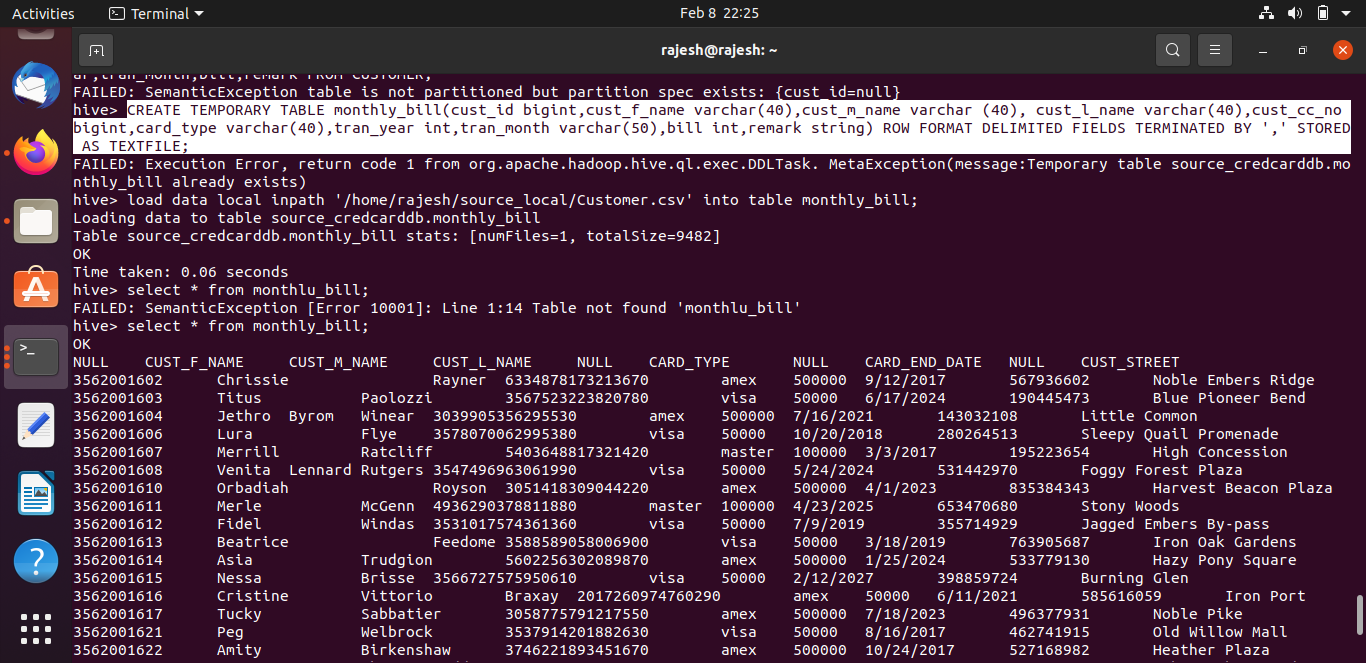 Activities Terminal Feb 8 22:25
rajesh@rajesh: ~
ar,tran_month,bill,remark FROM CUSTOMER;
FAILED: SemanticException table is not partitioned but partition spec exists: {cust_id=null}
hive> CREATE TEMPORARY TABLE monthly_bill(cust_id bigint,cust_f_name varchar(40),cust_m_name varchar (40), cust_l_name varchar(40),cust_cc_no
bigint,card_type varchar(40),tran_year int,tran_month varchar(50),bill int,remark string) ROW FORMAT DELIMITED FIELDS TERMINATED BY ',' STORED
AS TEXTFILE;
FAILED: Execution Error, return code 1 from org.apache.hadoop.hive.ql.exec.DDLTask. MetaException(message:Temporary table source_credcarddb.mo
nthly_bill already exists)
hive> load data local inpath '/home/rajesh/source_local/Customer.csv' into table monthly_bill;
Loading data to table source_credcarddb.monthly_bill
Table source_credcarddb.monthly_bill stats: [numFiles=1, totalSize=9482]
OK
Time taken: 0.06 seconds
hive> select * from monthlu_bill;
FAILED: SemanticException [Error 10001]: Line 1:14 Table not found 'monthlu_bill'
hive> select * from monthly_bill;
OK
NULL CUST_F_NAME CUST_M_NAME CUST_L_NAME NULL CARD_TYPE NULL CARD_END_DATE NULL CUST_STREET
3562001602 Chrissie Rayner 6334878173213670 amex 500000 9/12/2017 567936602 Noble Embers Ridge
3562001603 Titus Paolozzi 3567523223820780 visa 50000 6/17/2024 190445473 Blue Pioneer Bend
3562001604 Jethro Byrom Winear 3039905356295530 amex 500000 7/16/2021 143032108 Little Common
3562001606 Lura Flye 3578070062995380 visa 50000 10/20/2018 280264513 Sleepy Quail Promenade
3562001607 Merrill Ratcliff 5403648817321420 master 100000 3/3/2017 195223654 High Concession
3562001608 Venita Lennard Rutgers 3547496963061990 visa 50000 5/24/2024 531442970 Foggy Forest Plaza
3562001610 Orbadiah Royson 3051418309044220 amex 500000 4/1/2023 835384343 Harvest Beacon Plaza
3562001611 Merle McGenn 4936290378811880 master 100000 4/23/2025 653470680 Stony Woods
3562001612 Fidel Windas 3531017574361360 visa 50000 7/9/2019 355714929 Jagged Embers By-pass
3562001613 Beatrice Feedome 3588589058006900 visa 50000 3/18/2019 763905687 Iron Oak Gardens
3562001614 Asia Trudgion 5602256302089870 amex 50000 1/25/2024 533779130 Hazy Pony Square
3562001615 Nessa Brisse 3566727575950610 visa 50000 2/12/2027 398859724 Burning Glen
3562001616 Cristine Vittorio Braxay 2017260974760290 amex 50000 6/11/2021 585616059 Iron Port
3562001617 Tucky Sabbatier 30587757912​17550 amex 500000 7/18/2023 496377931 Noble Pike
3562001621 Peg Welbrock 3537914201882630 visa 50000 8/16/2017 462741915 Old Willow Mall
3562001622 Amity Birkenshaw 3746221893451670 amex 500000 10/24/2017 527168982 Heather Plaza